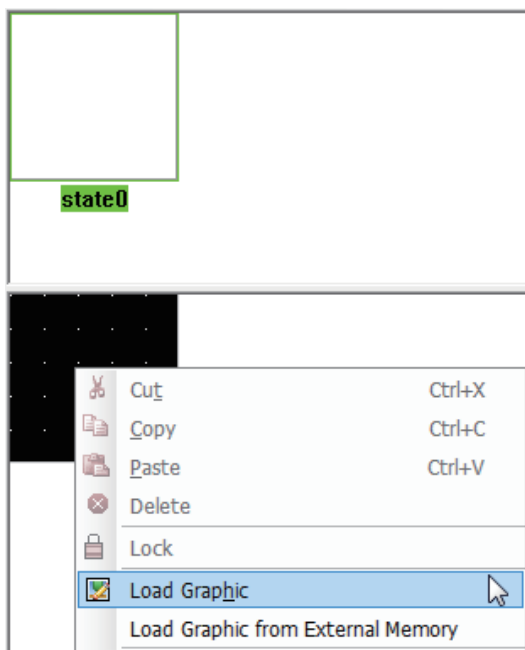 state0
Cut Ctrl+X
Copy Ctrl+C
Paste Ctrl+V
Delete
Lock
Load Graphic
Load Graphic from External Memory